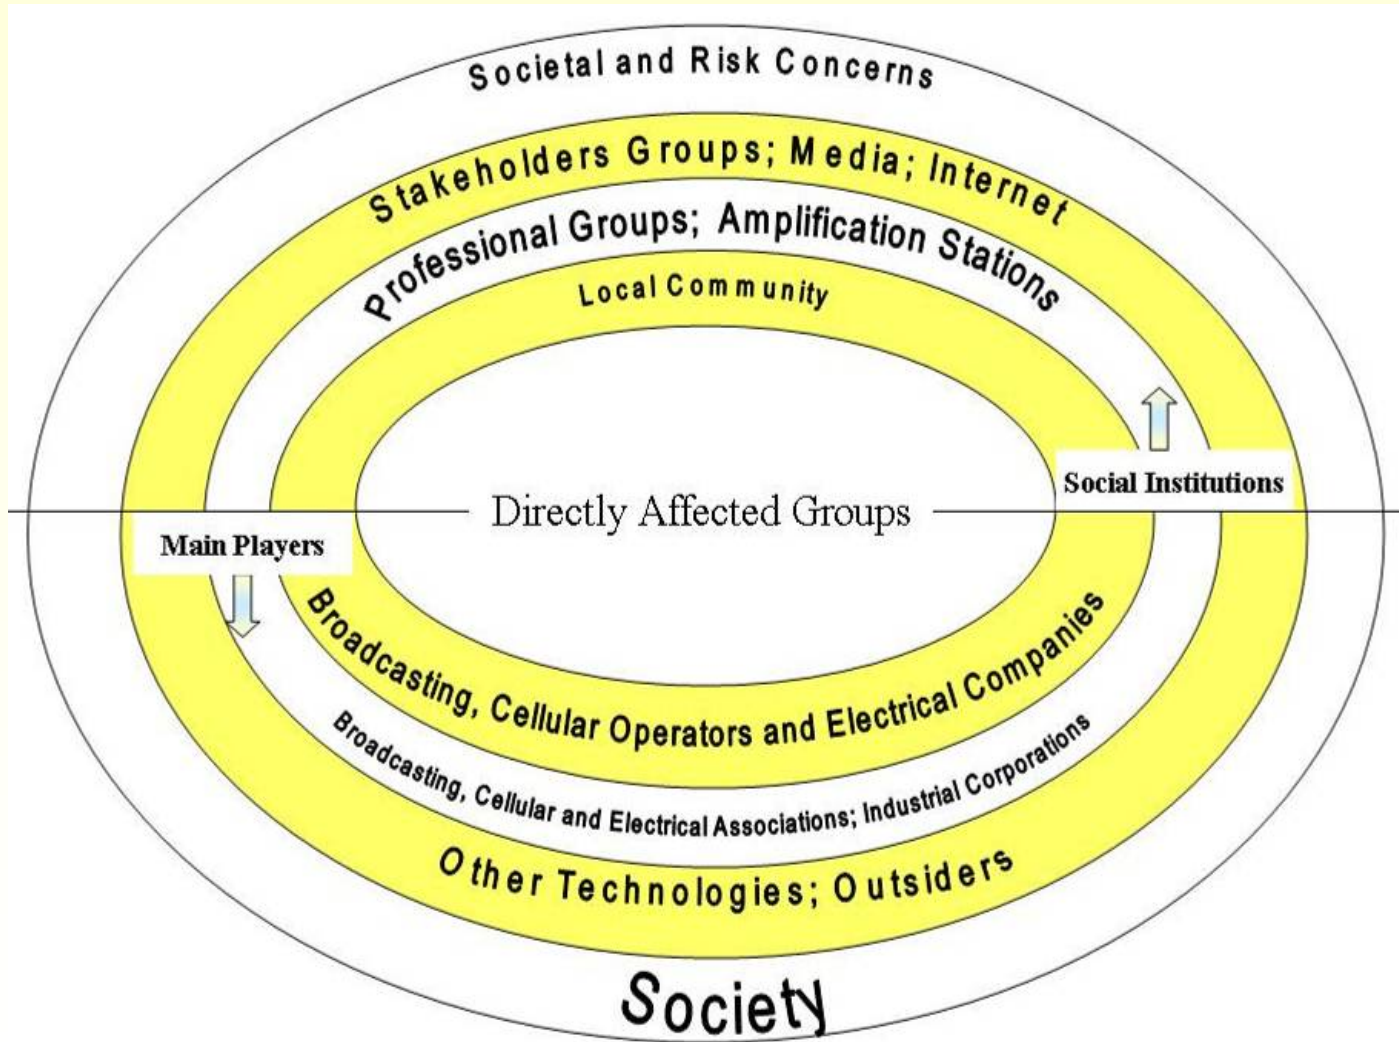 Societal and Risk Concerns
Stakeholders Groups; Media; Internet
Professional Groups; Amplification Stations
Local Community
Social Institutions
Directly Affected Groups
Main Players
Broadcasting, Cellular Operators and Electrical Companies
Broadcasting, Cellular and Electrical Associations; Industrial Corporations
Other Technologies; Outsiders
Society